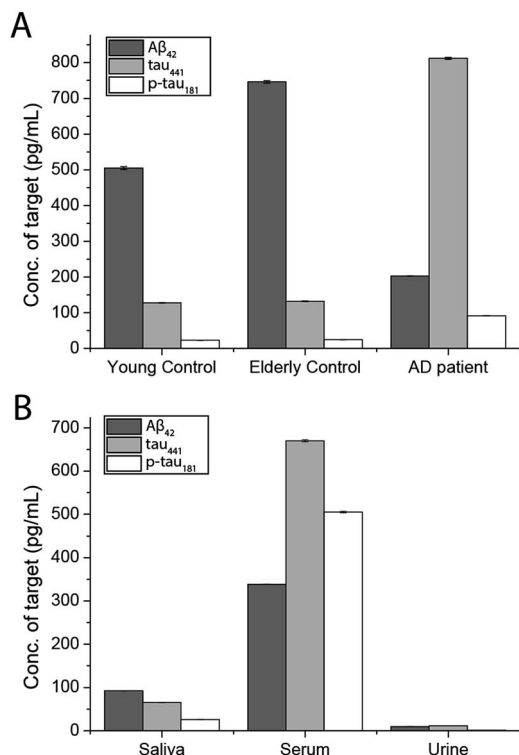 A
Aβ₄₂
tau₄₄₁
p-tau₁₈₁
Conc. of target (pg/mL)
800
700
600
500
400
300
200
100
0
Young Control Elderly Control AD patient
B
Aβ₄₂
tau₄₄₁
p-tau₁₈₁
Conc. of target (pg/mL)
700
600
500
400
300
200
100
0
Saliva Serum Urine